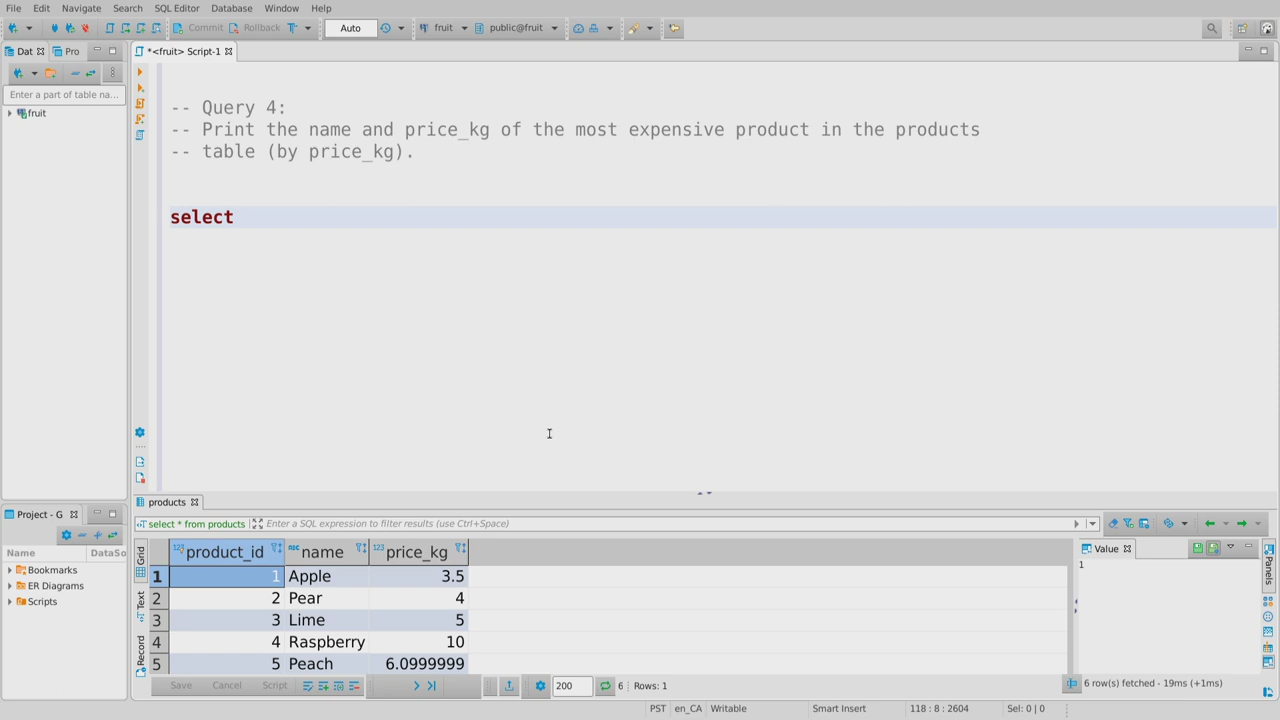 File Edit Navigate Search SQL Editor Database Window Help
Commit Rollback Auto fruit public@fruit
Dat Pro *<fruit> Script-1
Enter a part of table na...
fruit
-- Query 4:
-- Print the name and price_kg of the most expensive product in the products
-- table (by price_kg).
select
products
Project - G
select * from products Enter a SQL expression to filter results (use Ctrl+Space)
Name DataSo
Bookmarks
ER Diagrams
Scripts
Grid
Text
Record
product_id name price_kg
1 1 Apple 3.5
2 2 Pear 4
3 3 Lime 5
4 4 Raspberry 10
5 5 Peach 6.0999999
Value
1
Panels
Save Cancel Script 200 6 Rows: 1
6 row(s) fetched - 19ms (+1ms)
PST en_CA Writable Smart Insert 118 : 8 : 2604 Sel: 0 | 0